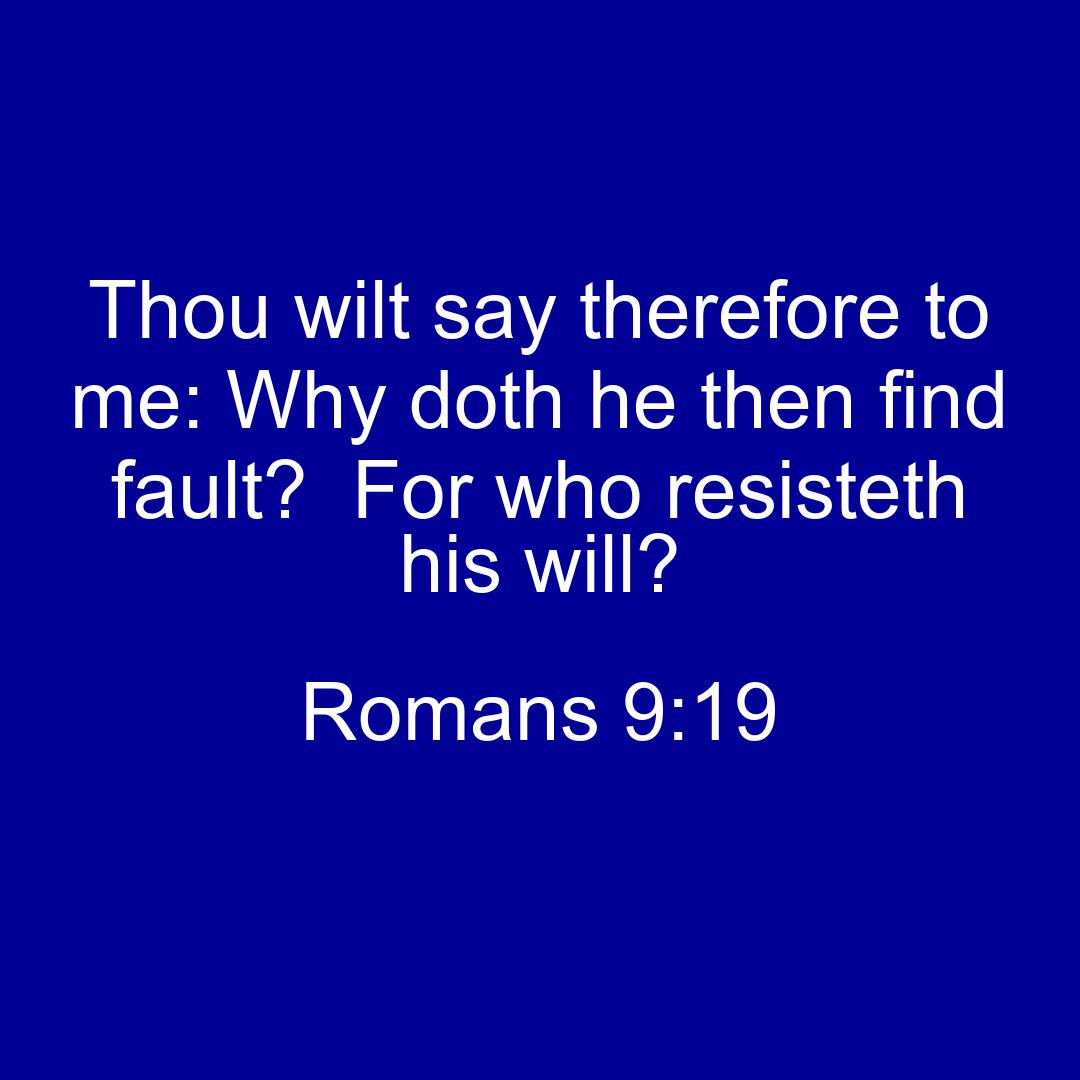 Thou wilt say therefore to
me: Why doth he then find
fault?  For who resisteth
his will?
Romans 9:19